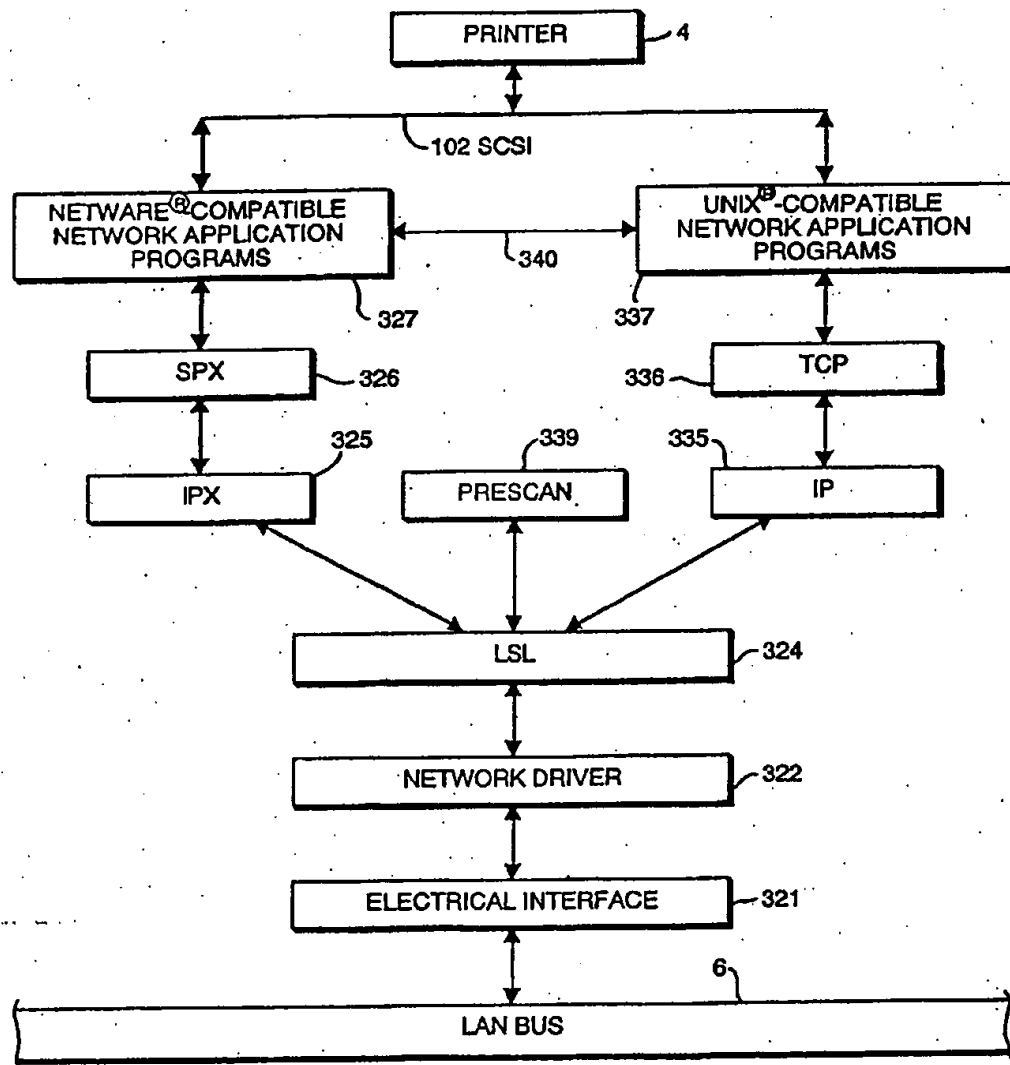 PRINTER
4
102 SCSI
NETWARE®-COMPATIBLE
NETWORK APPLICATION
PROGRAMS
327
340
UNIX®-COMPATIBLE
NETWORK APPLICATION
PROGRAMS
337
SPX
326
336
TCP
325
IPX
339
PRESCAN
335
IP
LSL
324
NETWORK DRIVER
322
ELECTRICAL INTERFACE
321
6
LAN BUS